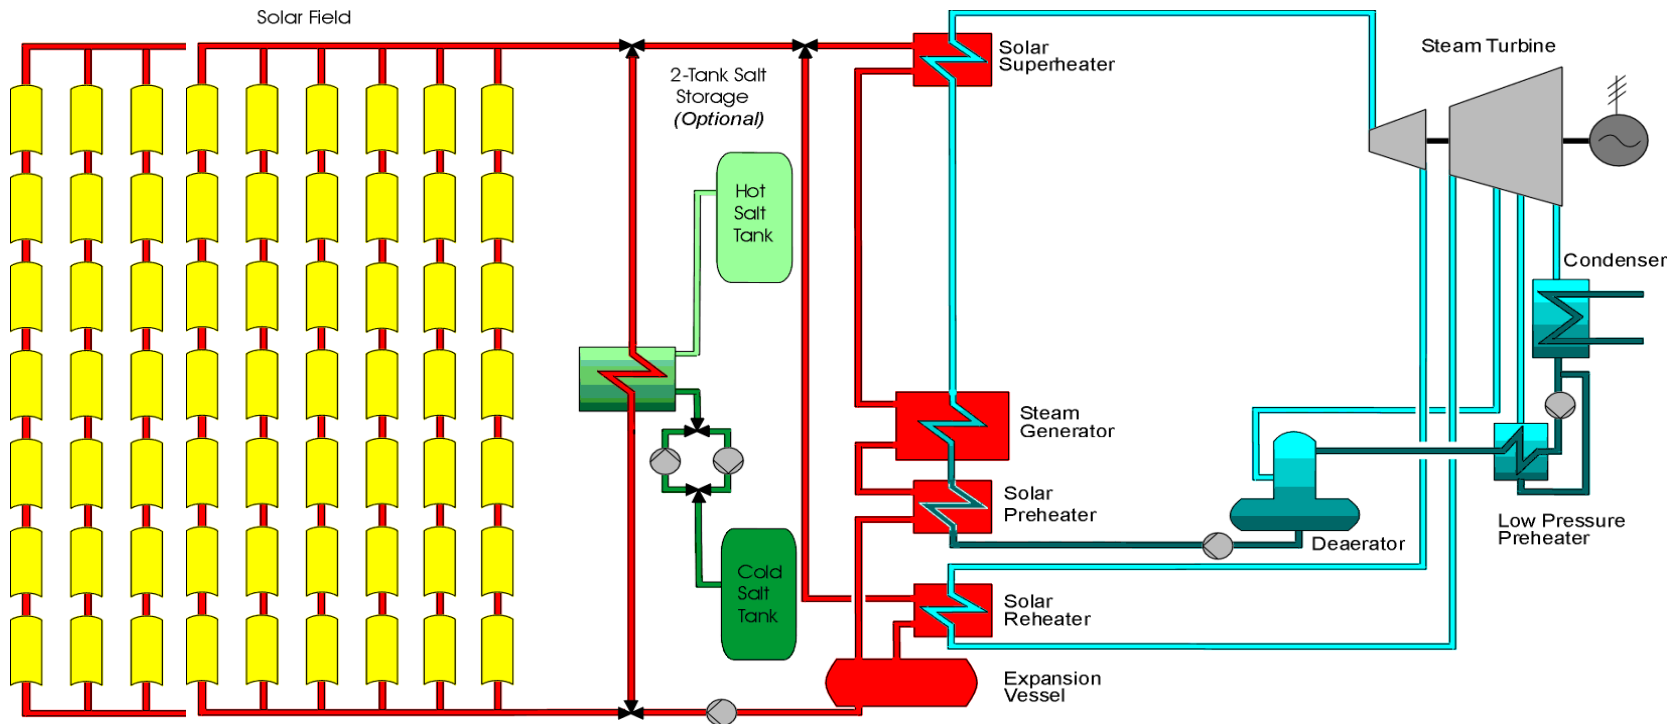 Solar Field
2-Tank Salt
Storage
(Optional)
Hot
Salt
Tank
Cold
Salt
Tank
Solar
Superheater
Steam
Generator
Solar
Preheater
Solar
Reheater
Expansion
Vessel
Steam Turbine
Condenser
Low Pressure
Preheater
Deaerator